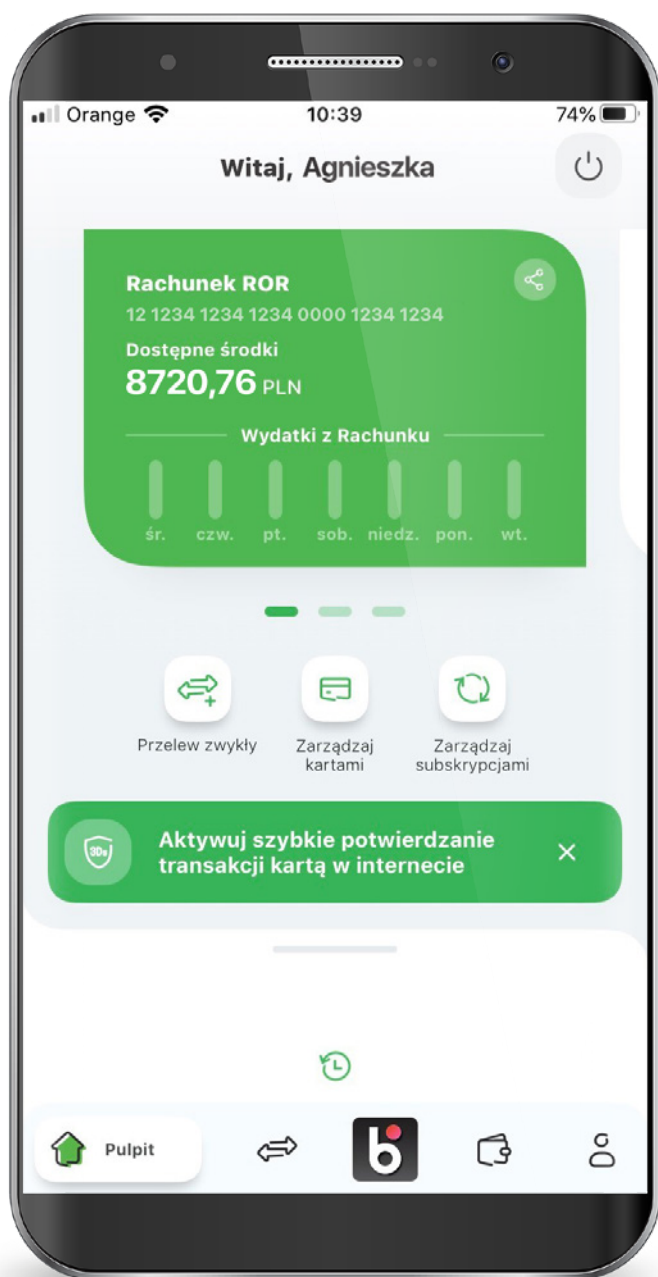 Orange 10:39 74%
Witaj, Agnieszka
Rachunek ROR
12 1234 1234 1234 0000 1234 1234
Dostępne środki
8720,76 PLN
Wydatki z Rachunku
śr. czw. pt. sob. niedz. pon. wt.
Przelew zwykły
Zarządzaj
kartami
Zarządzaj
subskrypcjami
3Ds
Aktywuj szybkie potwierdzanie
transakcji kartą w internecie
Pulpit
b